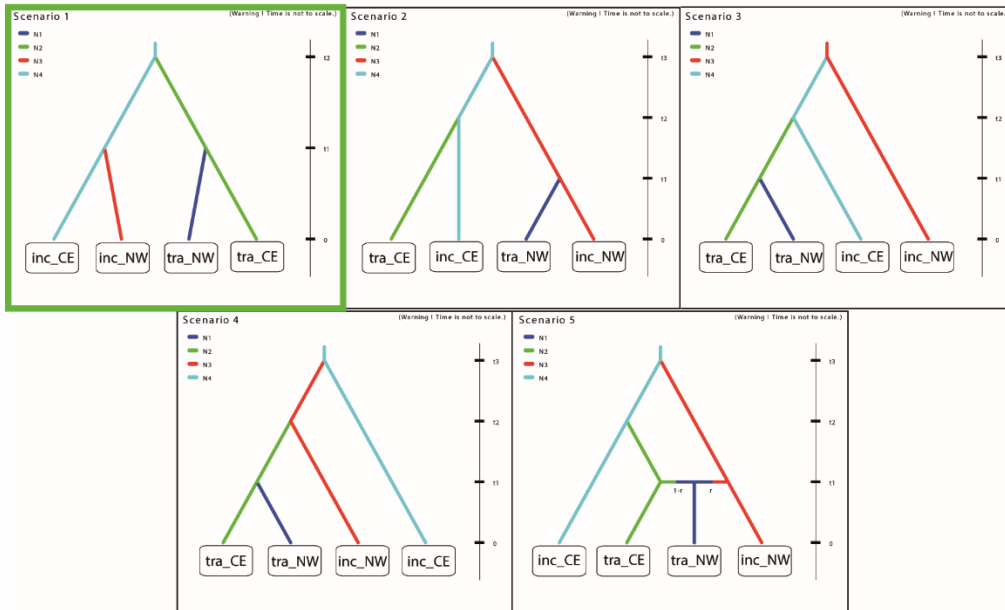 Scenario 1 (Warning ! Time is not to scale.)
N1
N2
N3
N4
t2
t1
0
inc_CE inc_NW tra_NW tra_CE
Scenario 2 (Warning ! Time is not to scale.)
N1
N2
N3
N4
t3
t2
t1
0
tra_CE inc_CE tra_NW inc_NW
Scenario 3 (Warning ! Time is not to scale.)
N1
N2
N3
N4
t3
t2
t1
0
tra_CE tra_NW inc_CE inc_NW
Scenario 4 (Warning ! Time is not to scale.)
N1
N2
N3
N4
t3
t2
t1
0
tra_CE tra_NW inc_NW inc_CE
Scenario 5 (Warning ! Time is not to scale.)
N1
N2
N3
N4
t3
t2
t1
1-r r
0
inc_CE tra_CE tra_NW inc_NW